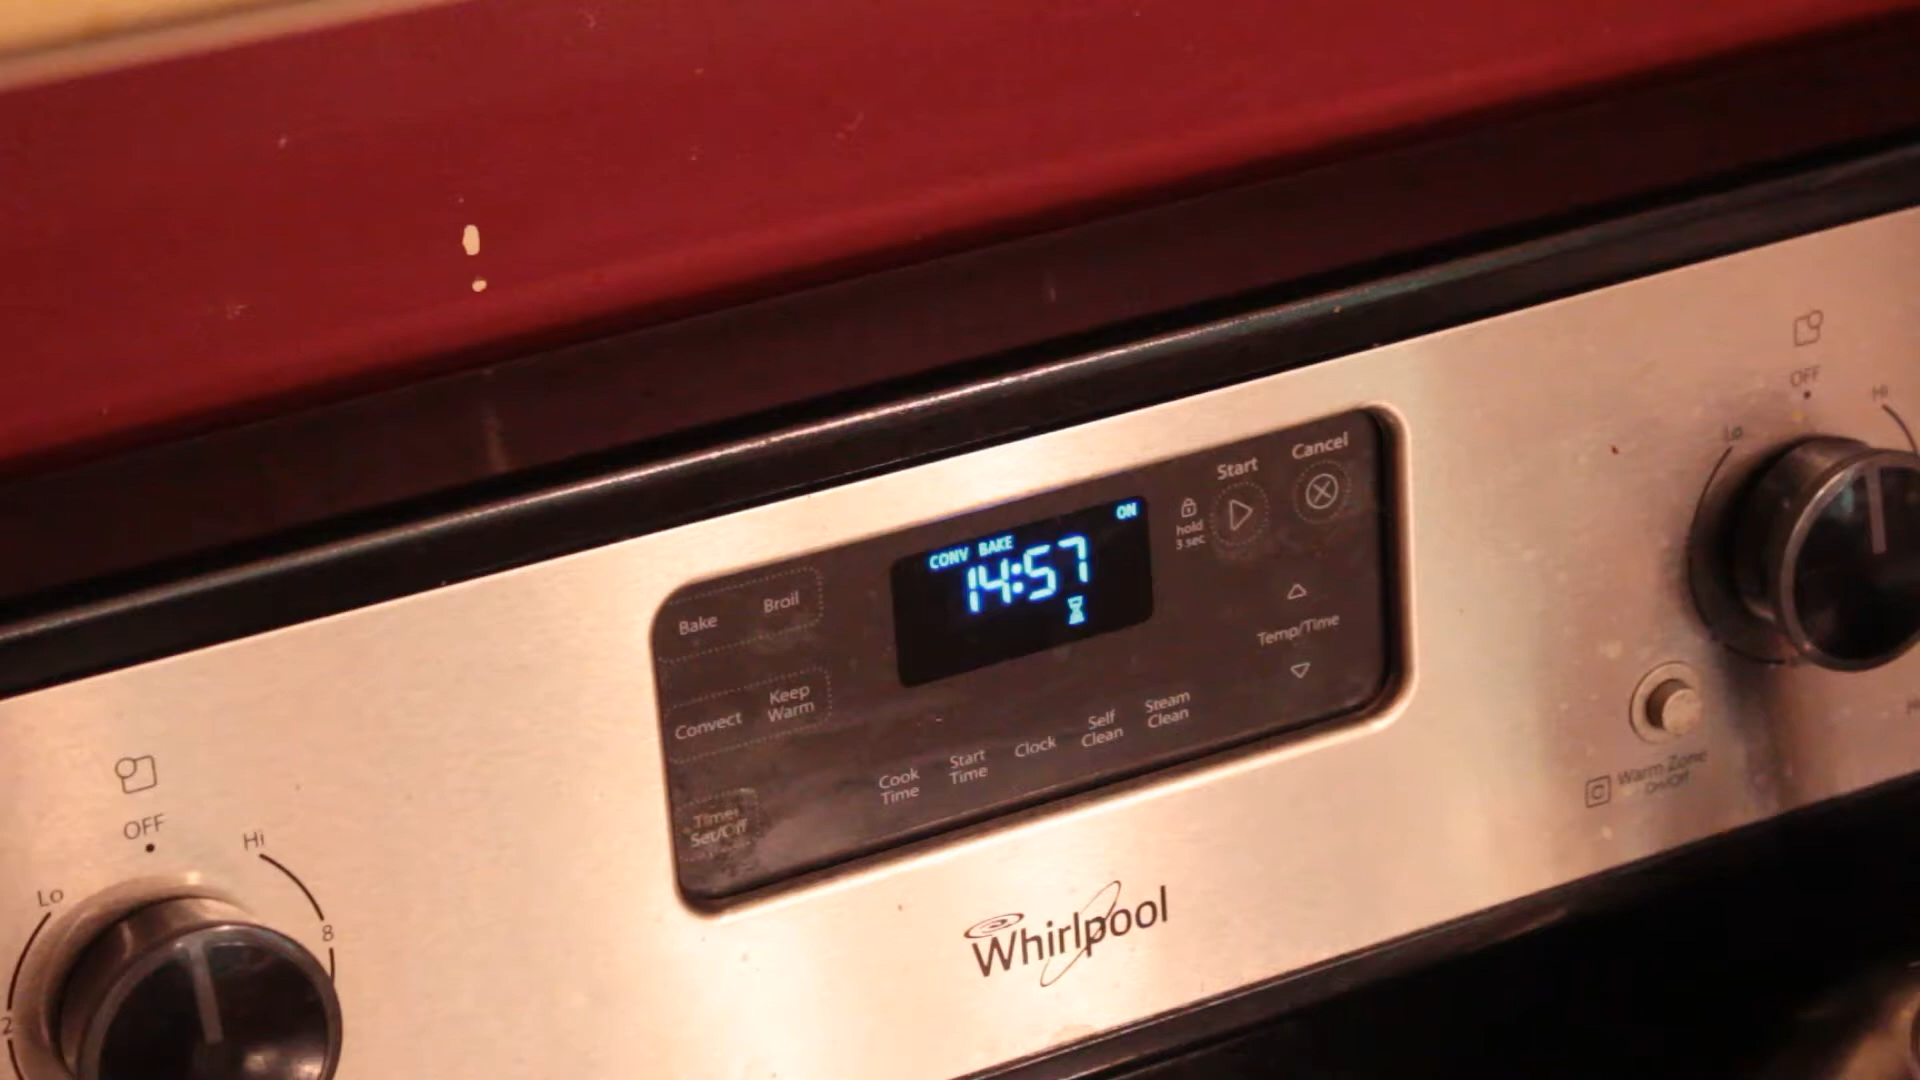 ON
CONV BAKE
14:57
Start
Cancel
hold
3 sec
Bake
Broil
Convect
Keep
Warm
Temp/Time
Timer
Set/Off
Cook
Time
Start
Time
Clock
Self
Clean
Steam
Clean
Whirlpool
OFF
Lo
Hi
8
2
OFF
Lo
Hi
Warm Zone
On/Off